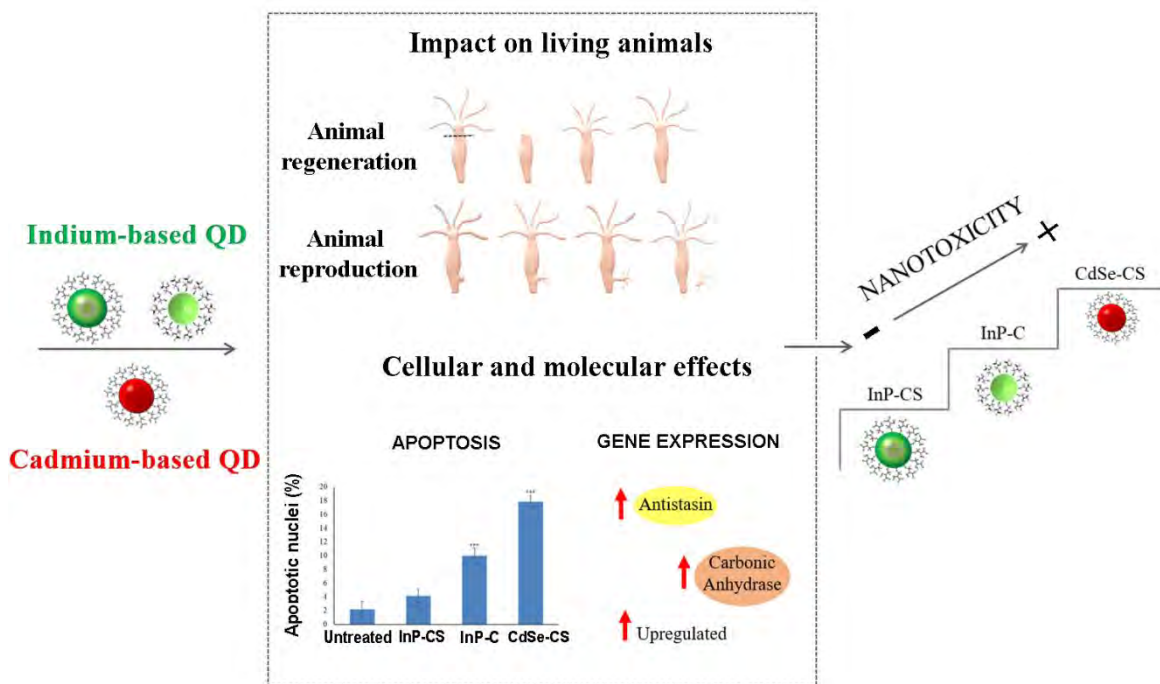 Impact on living animals
Animal
regeneration
Animal
reproduction
Indium-based QD
Cadmium-based QD
Cellular and molecular effects
APOPTOSIS
Apoptotic nuclei (%)
20
18
16
14
12
10
8
6
4
2
0
***
***
Untreated
InP-CS
InP-C
CdSe-CS
GENE EXPRESSION
Antistasin
Carbonic
Anhydrase
Upregulated
- NANOTOXICITY +
InP-CS
InP-C
CdSe-CS